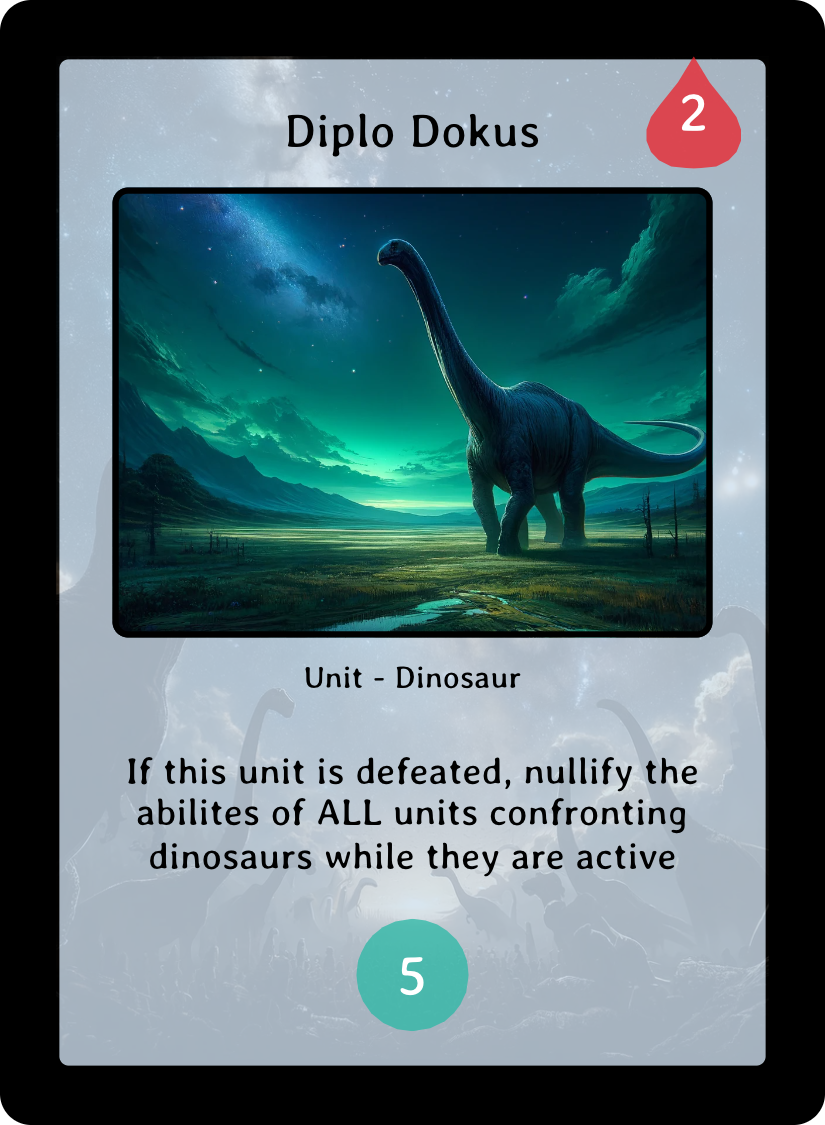 Diplo Dokus
2
Unit - Dinosaur
If this unit is defeated, nullify the
abilites of ALL units confronting
dinosaurs while they are active
5